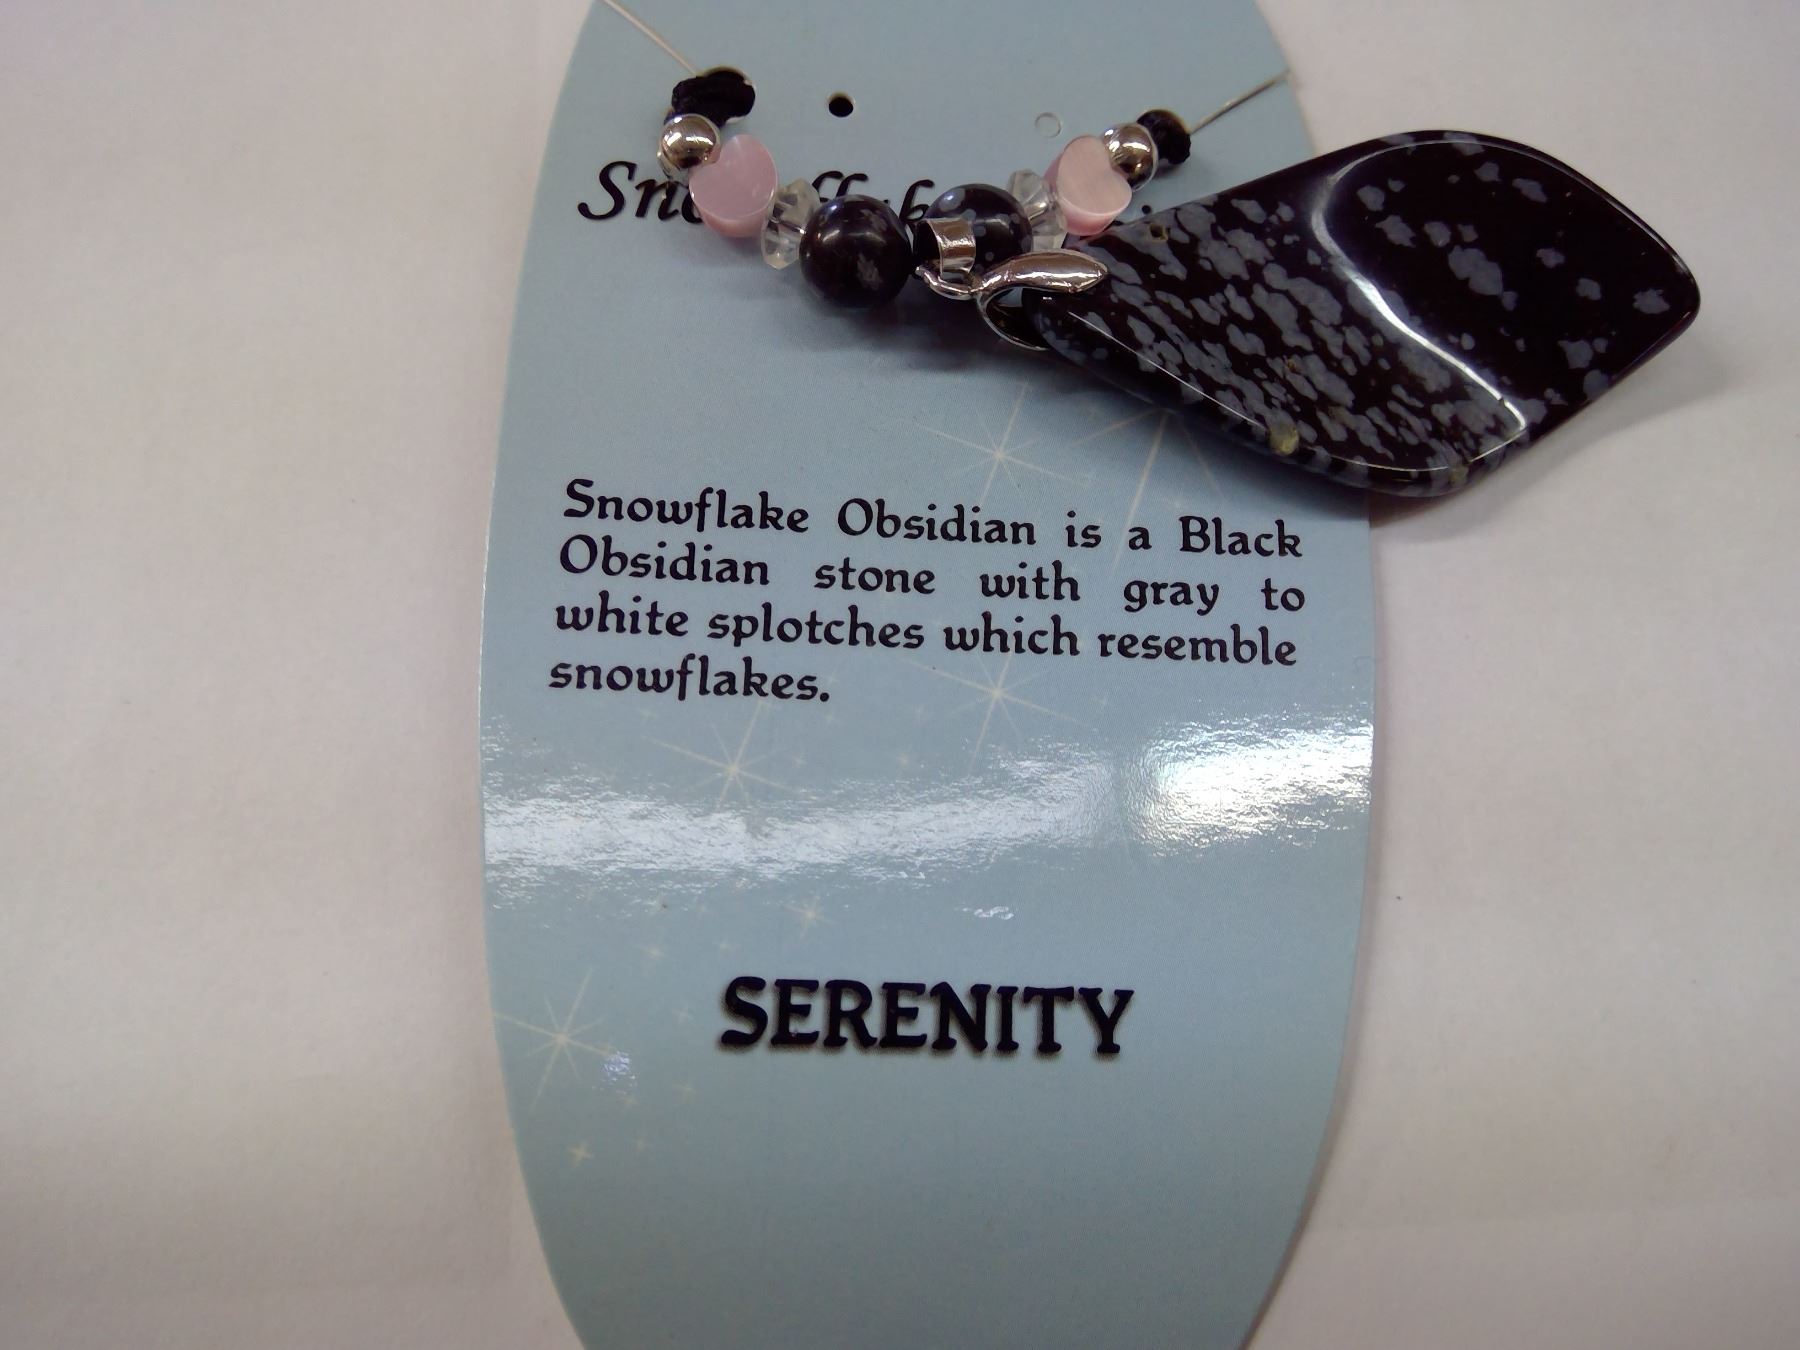 Snowflake Obsidian is a Black
Obsidian stone with gray to
white splotches which resemble
snowflakes.
SERENITY